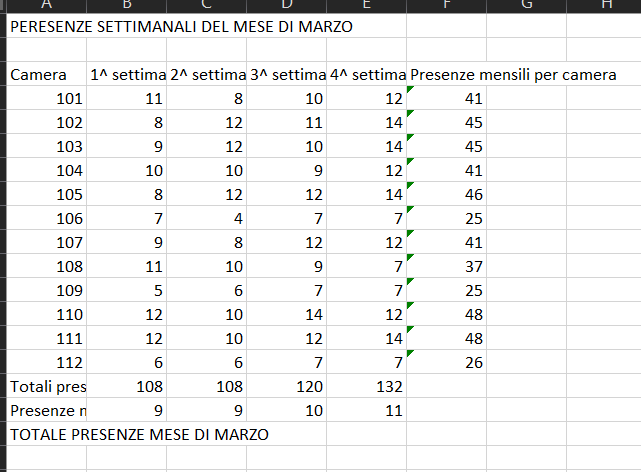 A B C D E F G H
PERESENZE SETTIMANALI DEL MESE DI MARZO
Camera 1^ settima 2^ settima 3^ settima 4^ settima Presenze mensili per camera
101 11 8 10 12 41
102 8 12 11 14 45
103 9 12 10 14 45
104 10 10 9 12 41
105 8 12 12 14 46
106 7 4 7 7 25
107 9 8 12 12 41
108 11 10 9 7 37
109 5 6 7 7 25
110 12 10 14 12 48
111 12 10 12 14 48
112 6 6 7 7 26
Totali pres 108 108 120 132
Presenze n 9 9 10 11
TOTALE PRESENZE MESE DI MARZO